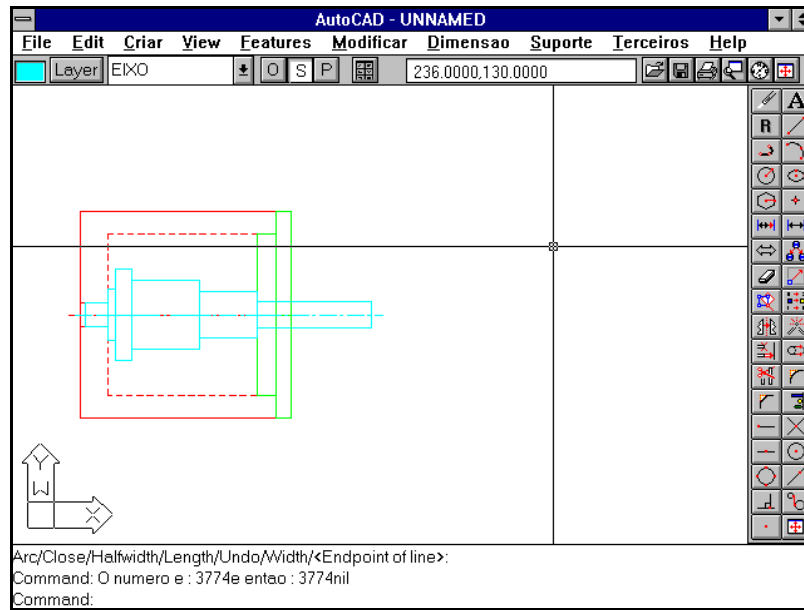 AutoCAD - UNNAMED
File Edit Criar View Features Modificar Dimensao Suporte Terceiros Help
Layer EIXO O S P 236.0000,130.0000
A
R
Y
W
X
Arc/Close/Halfwidth/Length/Undo/Width/<Endpoint of line>:
Command: O numero e : 3774e entao : 3774nil
Command: